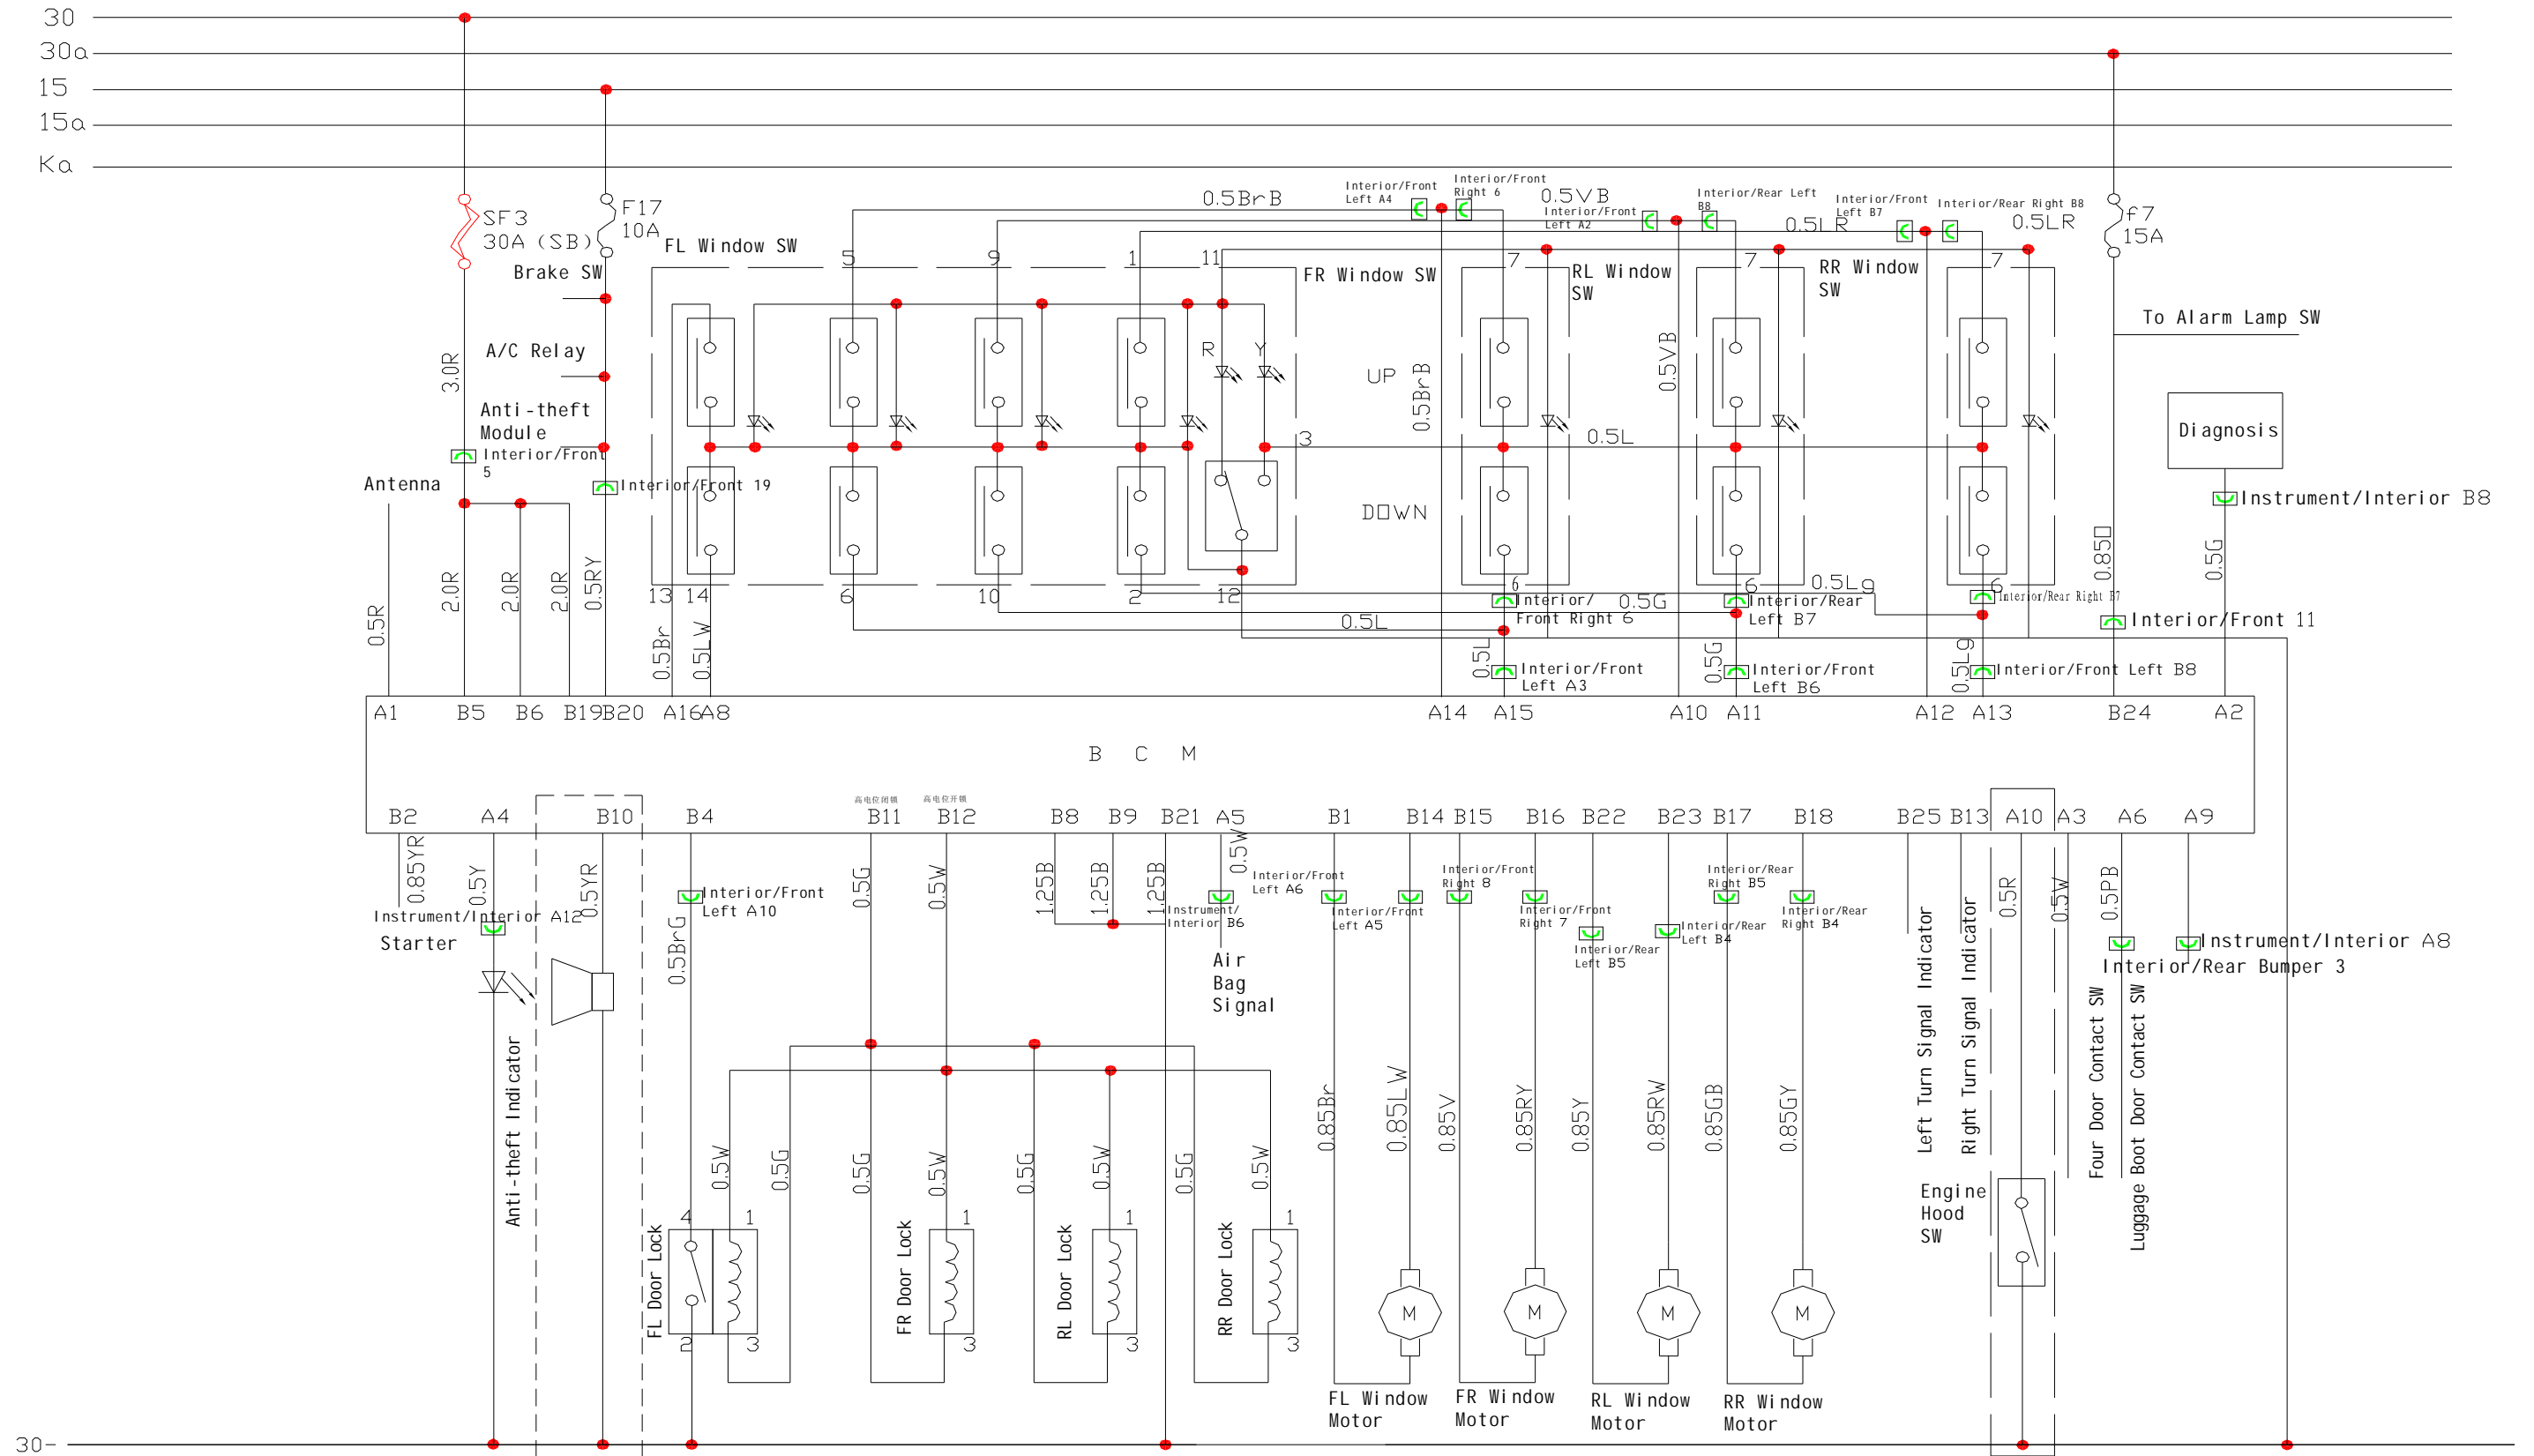 30
30a
15
15a
Ka
SF3
30A (SB)
F17
10A
Brake SW
A/C Relay
Anti-theft
Module
Interior/Front
5
Interior/Front 19
Antenna
3.0R
0.5R
2.0R
2.0R
2.0R
0.5RY
FL Window SW
5
9
1
11
R
Y
3
13
14
6
10
2
12
0.5Br
0.5LW
0.5BrB
Interior/Front
Left A4
Interior/Front
Right 6
0.5VB
Interior/Front
Left A2
Interior/Rear Left
B8
0.5LR
Interior/Front
Left B7
Interior/Rear Right B8
0.5LR
FR Window SW
7
RL Window
SW
7
RR Window
SW
7
UP
DOWN
0.5BrB
0.5VB
0.5L
6
Interior/
Front Right 6
0.5G
6
Interior/Rear
Left B7
0.5Lg
6
Interior/Rear Right B7
0.5L
0.5L
0.5G
0.5Lg
Interior/Front
Left A3
Interior/Front
Left B6
Interior/Front Left B8
f7
15A
To Alarm Lamp SW
Diagnosis
Instrument/Interior B8
0.85O
0.5G
Interior/Front 11
A1
B5
B6
B19
B20
A16
A8
A14
A15
A10
A11
A12
A13
B24
A2
B C M
高电位闭锁
高电位开锁
B2
A4
B10
B4
B11
B12
B8
B9
B21
A5
B1
B14
B15
B16
B22
B23
B17
B18
B25
B13
A10
A3
A6
A9
0.85YR
0.5Y
0.5YR
Instrument/Interior A12
Starter
Anti-theft Indicator
Interior/Front
Left A10
0.5BrG
0.5G
0.5W
1.25B
1.25B
1.25B
0.5W
Instrument/
Interior B6
Air
Bag
Signal
Interior/Front
Left A6
Interior/Front
Left A5
Interior/Front
Right 8
Interior/Front
Right 7
Interior/Rear
Left B5
Interior/Rear
Left B4
Interior/Rear
Right B5
Interior/Rear
Right B4
Left Turn Signal Indicator
Right Turn Signal Indicator
0.5R
0.5W
0.5PB
Instrument/Interior A8
Interior/Rear Bumper 3
Four Door Contact SW
Luggage Boot Door Contact SW
Engine
Hood
SW
0.5W
0.5G
0.5G
0.5W
0.5G
0.5W
0.5G
0.5W
0.85Br
0.85LW
0.85V
0.85RY
0.85Y
0.85RW
0.85GB
0.85GY
FL Door Lock
4
1
2
3
FR Door Lock
1
3
RL Door Lock
1
3
RR Door Lock
1
3
M
M
M
M
FL Window
Motor
FR Window
Motor
RL Window
Motor
RR Window
Motor
30-